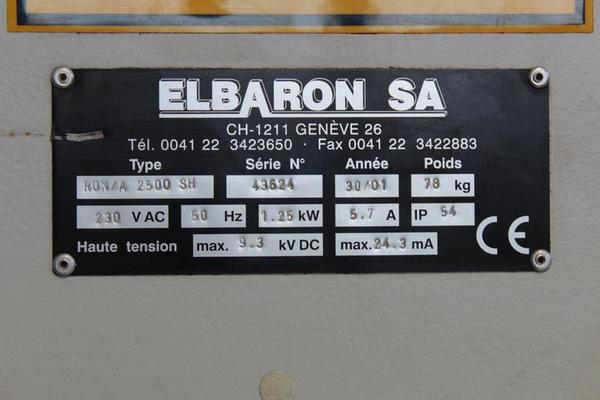 ELBARON SA
CH-1211 GENÈVE 26
Tél. 0041 22 3423650 · Fax 0041 22 3422883
Type Série N° Année Poids
RON/A 2500 SH 43624 30/01 78 kg
230 V AC 50 Hz 1.25 kW 5.7 A IP 54
Haute tension max. 9.3 kV DC max. 24.3 mA CE